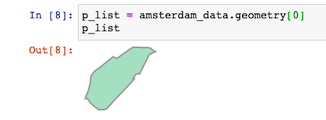 In [8]: p_list = amsterdam_data.geometry[0]
p_list
Out[8]: